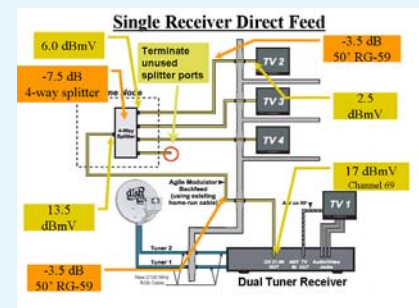 Single Receiver Direct Feed
6.0 dBmV
Terminate
unused
splitter ports
-3.5 dB
50' RG-59
-7.5 dB
4-way splitter
TV 2
TV 3
TV 4
2.5
dBmV
4-Way
Splitter
13.5
dBmV
Agile Modulator
Backfeed
(using existing
home-run cable)
17 dBmV
Channel 69
TV 1
Tuner 2
Tuner 1
-3.5 dB
50' RG-59
Dual Tuner Receiver